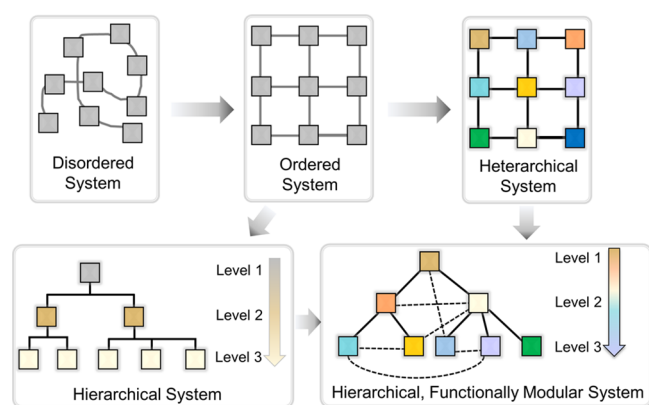 Disordered
System
Ordered
System
Heterarchical
System
Level 1
Level 2
Level 3
Hierarchical System
Level 1
Level 2
Level 3
Hierarchical, Functionally Modular System